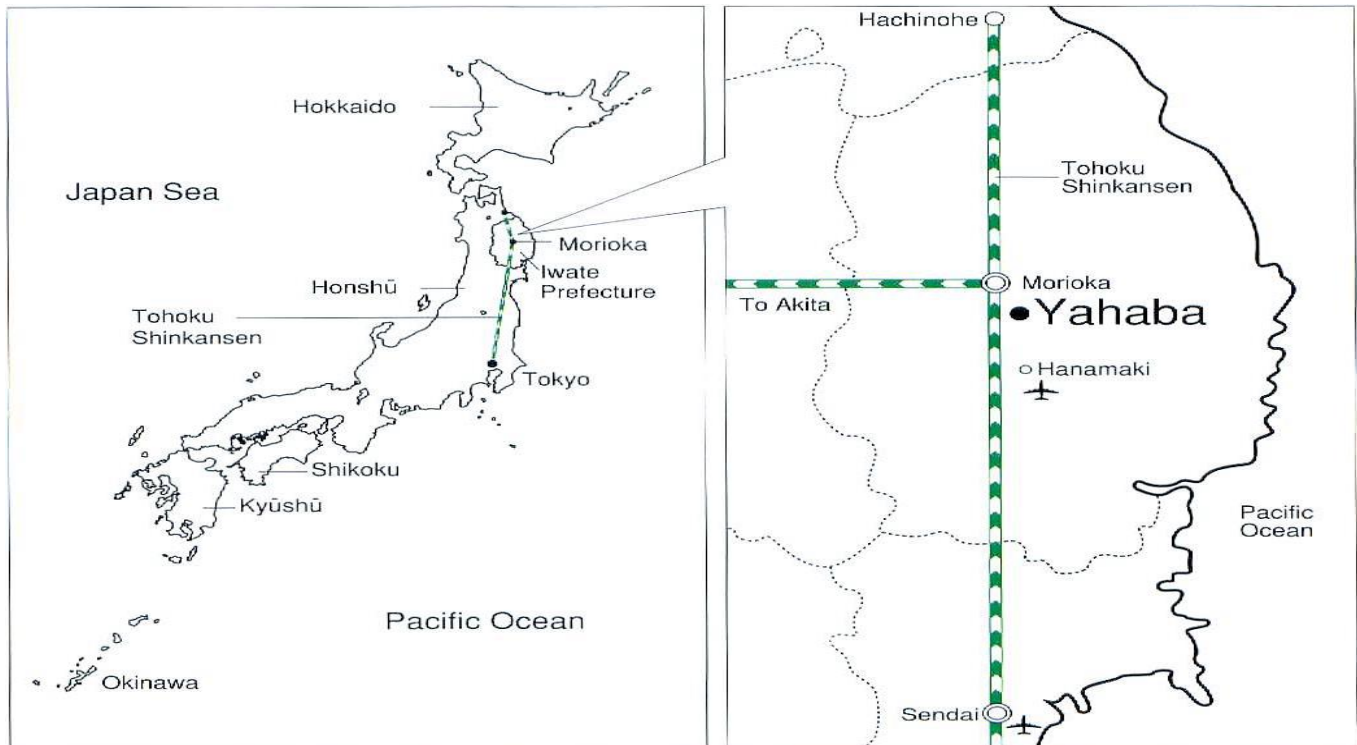 Hokkaido
Japan Sea
Morioka
Iwate
Prefecture
Honshū
Tohoku
Shinkansen
Tokyo
Shikoku
Kyūshū
Pacific Ocean
Okinawa
Hachinohe
Tohoku
Shinkansen
Morioka
To Akita
Yahaba
Hanamaki
Pacific
Ocean
Sendai